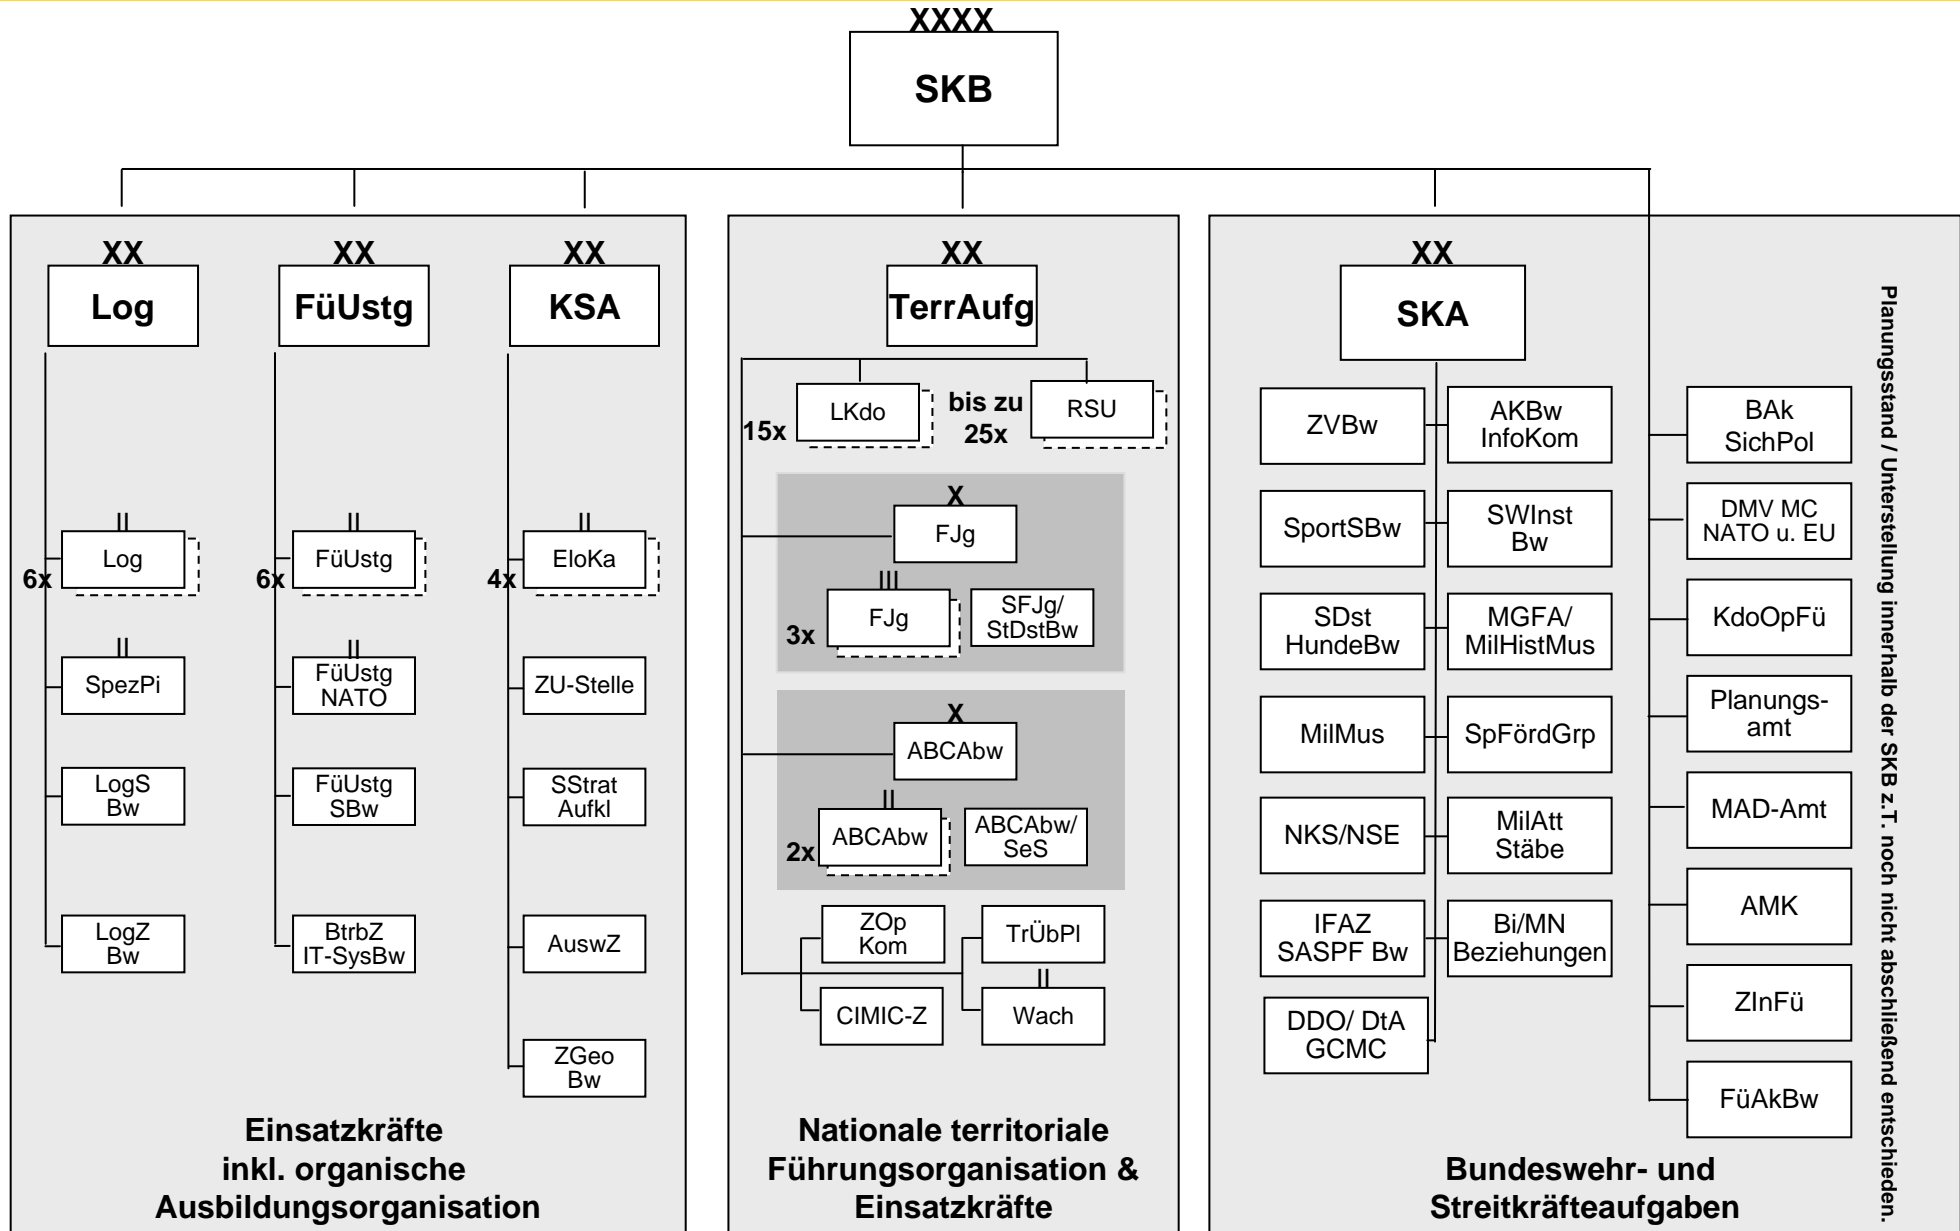 XXXX
SKB
XX
Log
6x
II
Log
II
SpezPi
LogS
Bw
LogZ
Bw
XX
FüUstg
6x
II
FüUstg
II
FüUstg
NATO
FüUstg
SBw
BtrbZ
IT-SysBw
XX
KSA
4x
II
EloKa
ZU-Stelle
SStrat
Aufkl
AuswZ
ZGeo
Bw
Einsatzkräfte
inkl. organische
Ausbildungsorganisation
XX
TerrAufg
15x
LKdo
bis zu
25x
RSU
X
FJg
3x
III
FJg
SFJg/
StDstBw
X
ABCAbw
2x
II
ABCAbw
ABCAbw/
SeS
ZOp
Kom
TrÜbPl
CIMIC-Z
II
Wach
Nationale territoriale
Führungsorganisation &
Einsatzkräfte
XX
SKA
ZVBw
AKBw
InfoKom
SportSBw
SWInst
Bw
SDst
HundeBw
MGFA/
MilHistMus
MilMus
SpFördGrp
NKS/NSE
MilAtt
Stäbe
IFAZ
SASPF Bw
Bi/MN
Beziehungen
DDO/ DtA
GCMC
BAk
SichPol
DMV MC
NATO u. EU
KdoOpFü
Planungs-
amt
MAD-Amt
AMK
ZInFü
FüAkBw
Bundeswehr- und
Streitkräfteaufgaben
Planungsstand / Unterstellung innerhalb der SKB z.T. noch nicht abschließend entschieden.